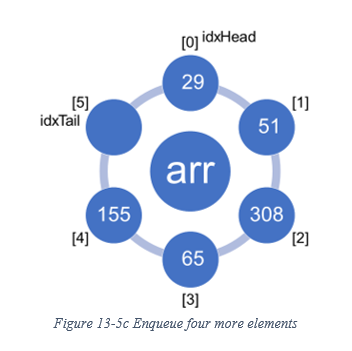 [0] idxHead
29
[5]
idxTail
51
[1]
arr
155
[4]
308
[2]
65
[3]
Figure 13-5c Enqueue four more elements